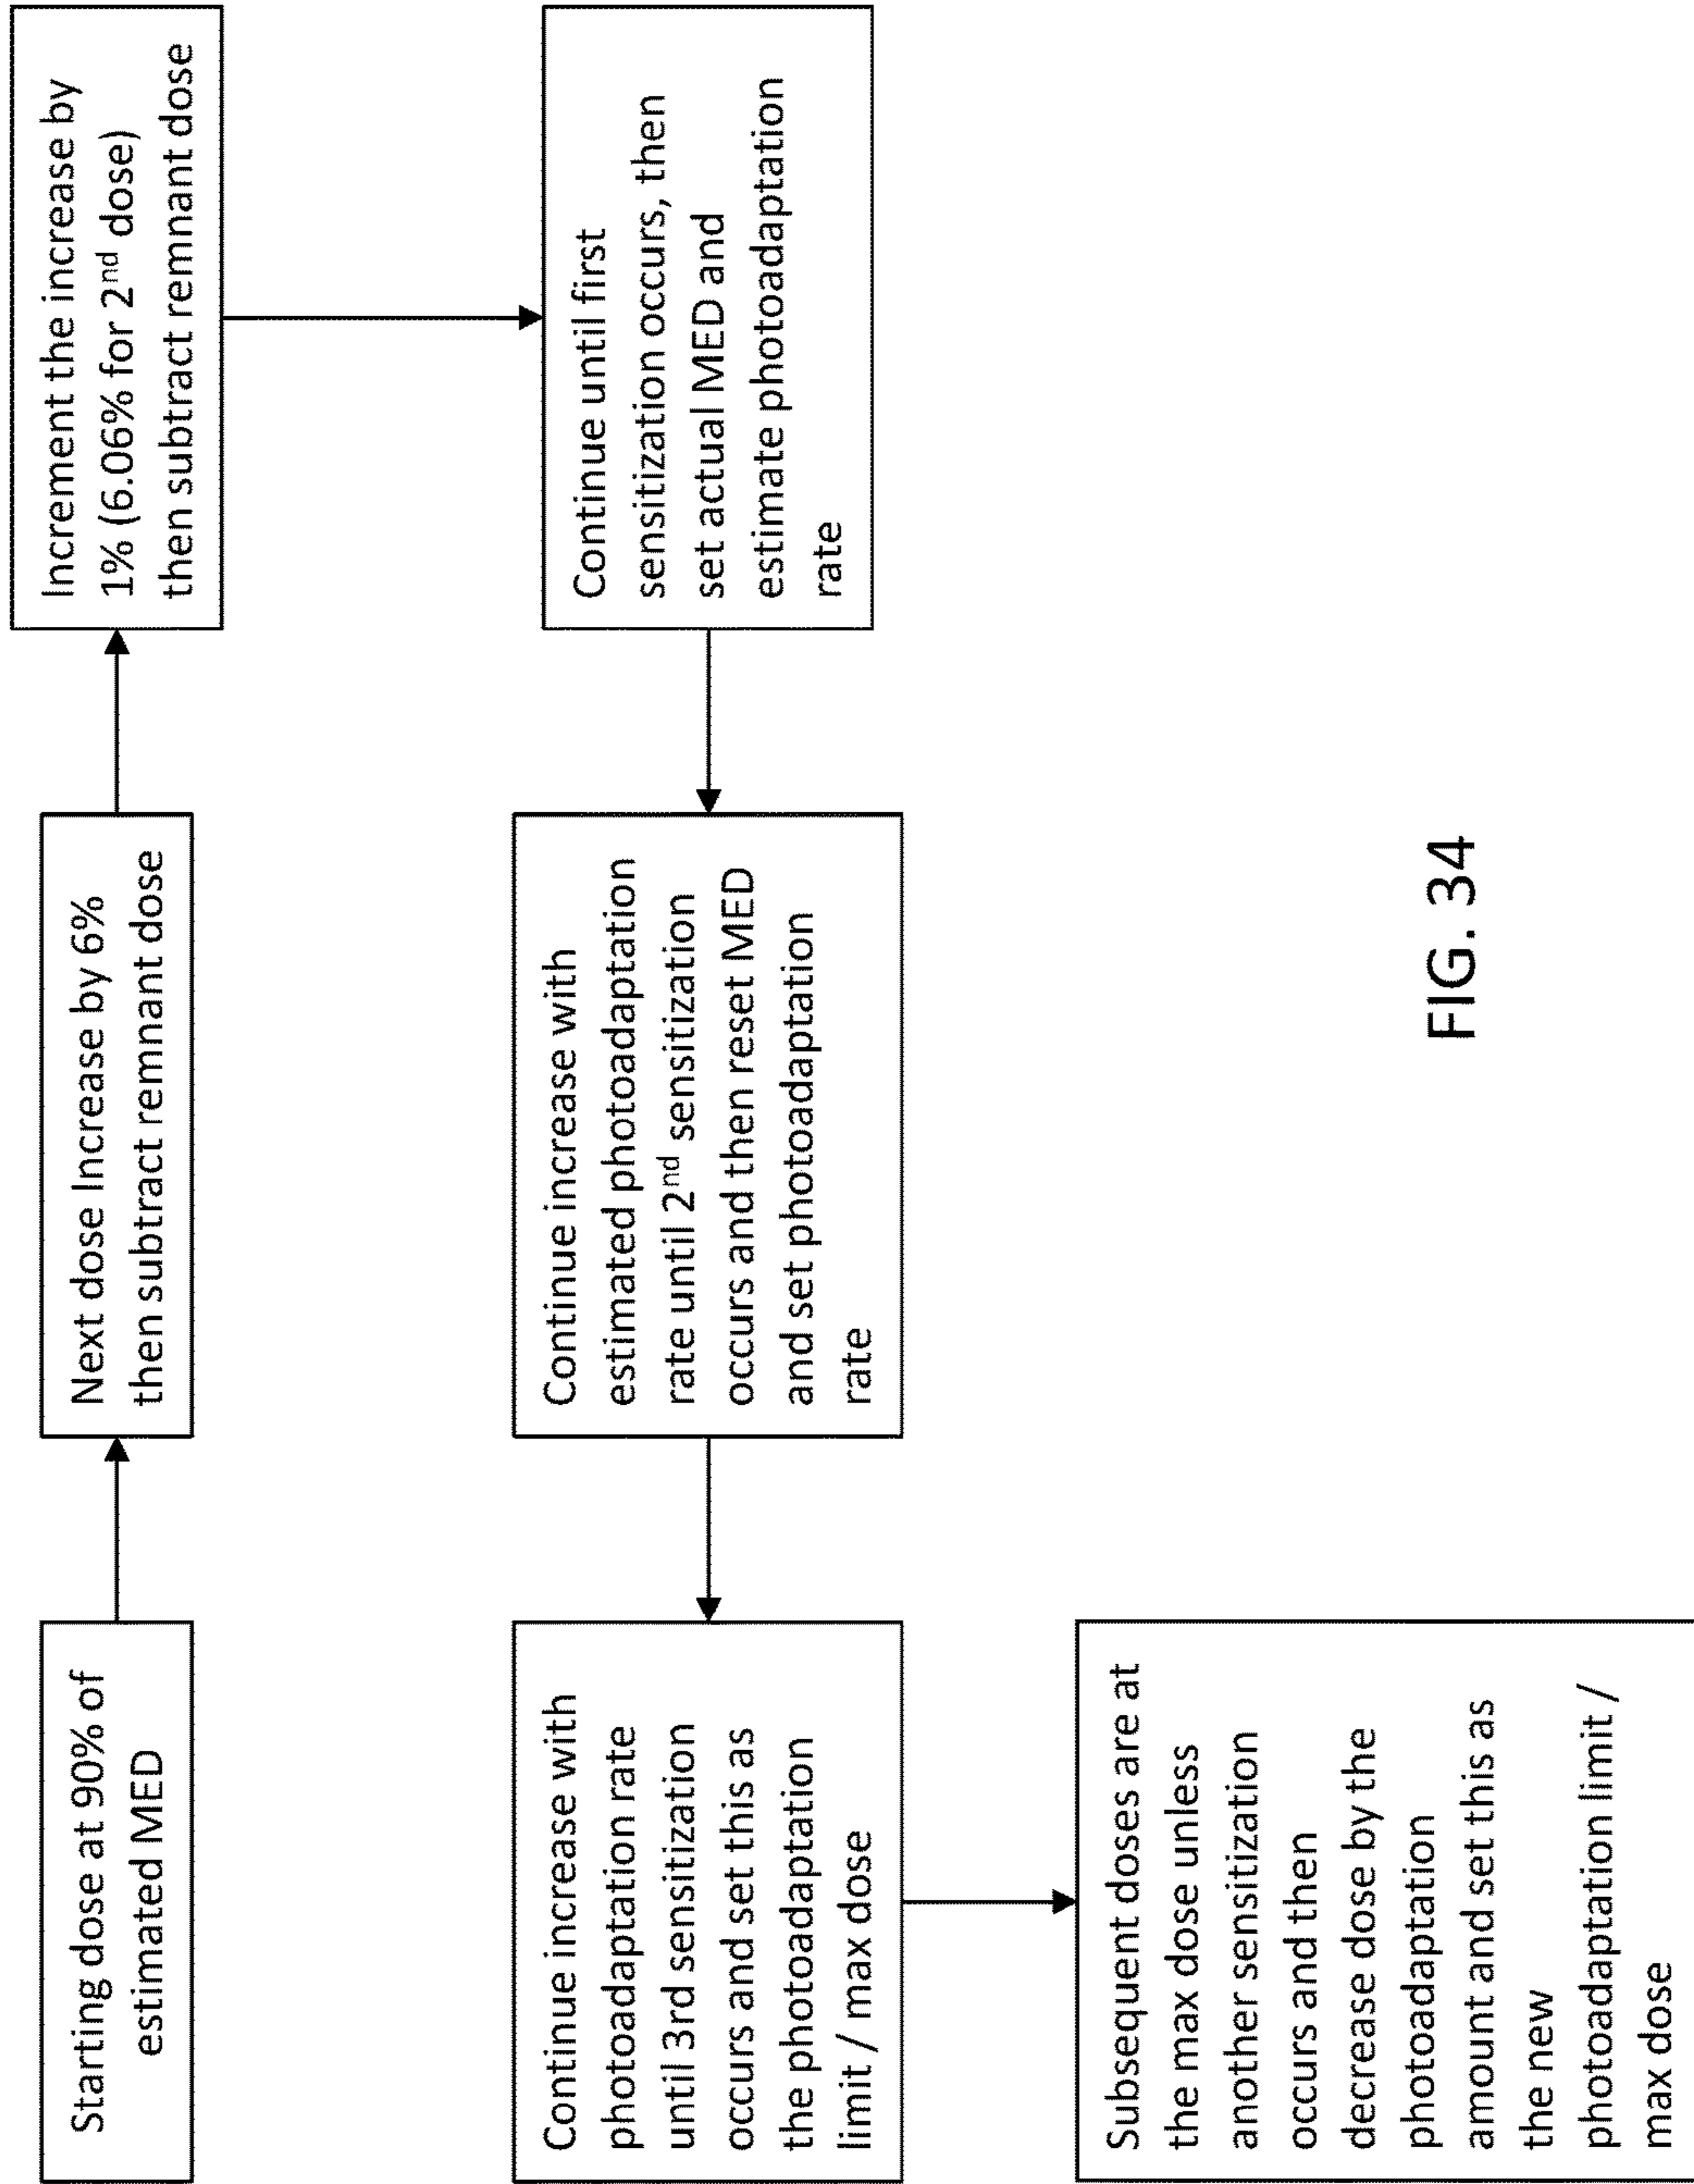 Starting dose at 90% of
estimated MED
Next dose Increase by 6%
then subtract remnant dose
Increment the increase by
1% (6.06% for 2nd dose)
then subtract remnant dose
Continue until first
sensitization occurs, then
set actual MED and
estimate photoadaptation
rate
Continue increase with
estimated photoadaptation
rate until 2nd sensitization
occurs and then reset MED
and set photoadaptation
rate
Continue increase with
photoadaptation rate
until 3rd sensitization
occurs and set this as
the photoadaptation
limit / max dose
Subsequent doses are at
the max dose unless
another sensitization
occurs and then
decrease dose by the
photoadaptation
amount and set this as
the new
photoadaptation limit /
max dose
FIG. 34